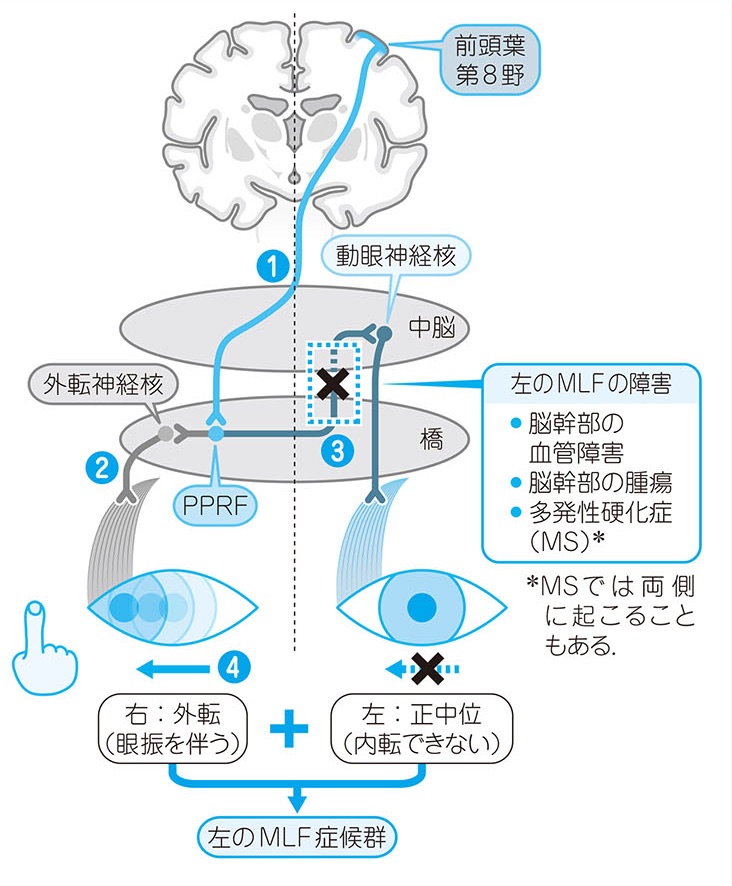 前頭葉
第8野
1
動眼神経核
中脳
外転神経核
左のMLFの障害
●脳幹部の
血管障害
●脳幹部の腫瘍
●多発性硬化症
(MS)*
橋
3
2
PPRF
*MSでは両側
に起こること
もある.
4
右：外転
(眼振を伴う)
左：正中位
(内転できない)
左のMLF症候群